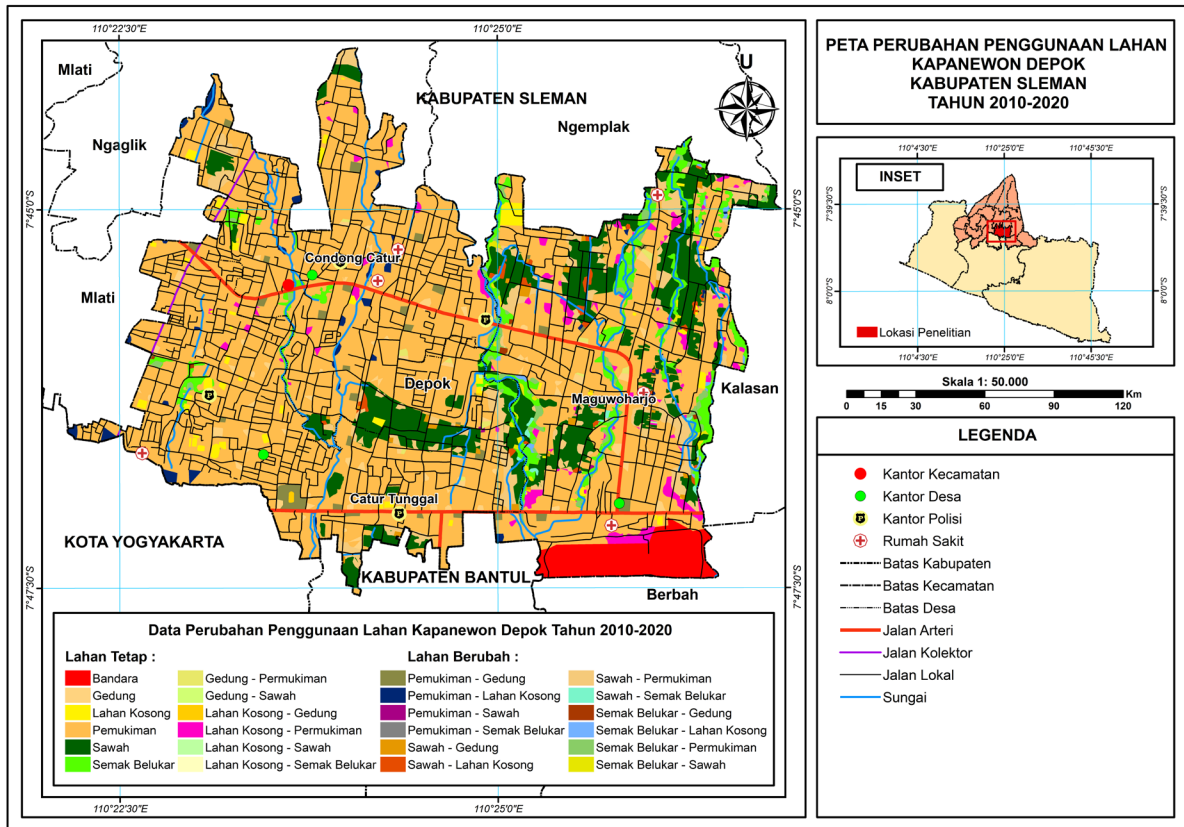 110°22'30"E
110°25'0"E
Mlati
U
KABUPATEN SLEMAN
Ngemplak
Ngaglik
7°45'0"S
7°45'0"S
Condong Catur
Mlati
Depok
Kalasan
Maguwoharjo
Catur Tunggal
KOTA YOGYAKARTA
KABUPATEN BANTUL
Berbah
7°47'30"S
7°47'30"S
Data Perubahan Penggunaan Lahan Kapanewon Depok Tahun 2010-2020
Lahan Tetap :
Bandara
Gedung
Lahan Kosong
Pemukiman
Sawah
Semak Belukar
Gedung - Permukiman
Gedung - Sawah
Lahan Kosong - Gedung
Lahan Kosong - Permukiman
Lahan Kosong - Sawah
Lahan Kosong - Semak Belukar
Lahan Berubah :
Pemukiman - Gedung
Pemukiman - Lahan Kosong
Pemukiman - Sawah
Pemukiman - Semak Belukar
Sawah - Gedung
Sawah - Lahan Kosong
Sawah - Permukiman
Sawah - Semak Belukar
Semak Belukar - Gedung
Semak Belukar - Lahan Kosong
Semak Belukar - Permukiman
Semak Belukar - Sawah
110°22'30"E
110°25'0"E
PETA PERUBAHAN PENGGUNAAN LAHAN
KAPANEWON DEPOK
KABUPATEN SLEMAN
TAHUN 2010-2020
110°4'30"E
110°25'0"E
110°45'30"E
INSET
7°39'30"S
7°39'30"S
8°0'0"S
8°0'0"S
Lokasi Penelitian
110°4'30"E
110°25'0"E
110°45'30"E
Skala 1: 50.000
Km
0 15 30 60 90 120
LEGENDA
Kantor Kecamatan
Kantor Desa
Kantor Polisi
Rumah Sakit
Batas Kabupaten
Batas Kecamatan
Batas Desa
Jalan Arteri
Jalan Kolektor
Jalan Lokal
Sungai